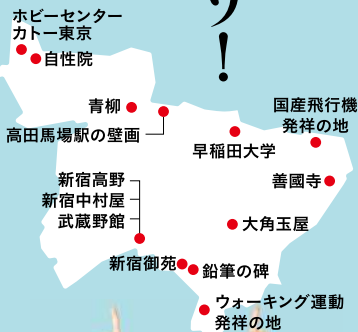 す!
ホビーセンター
カトー東京
自性院
青柳
高田馬場駅の壁画
国産飛行機
発祥の地
早稲田大学
善國寺
新宿高野
新宿中村屋
武蔵野館
大角玉屋
新宿御苑
鉛筆の碑
ウォーキング運動
発祥の地